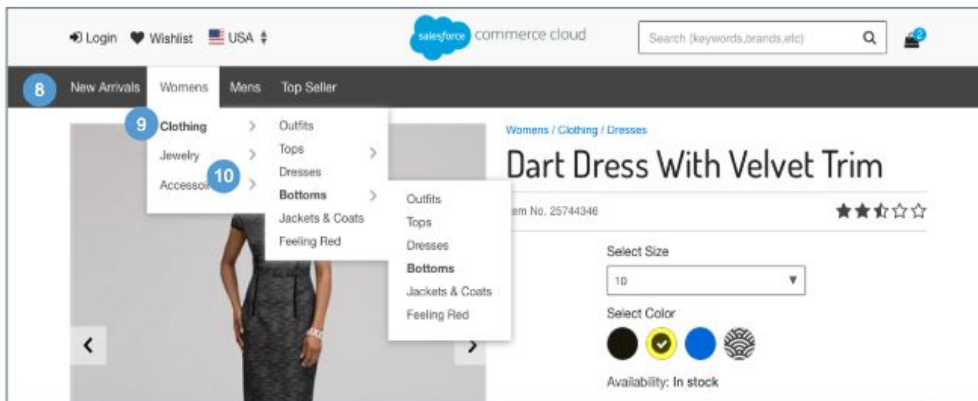 Login Wishlist USA
salesforce commerce cloud
Search (keywords,brands,etc)
2
8 New Arrivals Womens Mens Top Seller
9 Clothing
Jewelry
10
Outfits
Tops
Dresses
Bottoms
Jackets & Coats
Feeling Red
Outfits
Tops
Dresses
Bottoms
Jackets & Coats
Feeling Red
Womens / Clothing / Dresses
Dart Dress With Velvet Trim
No. 25744346
Select Size
10
Select Color
Availability: In stock